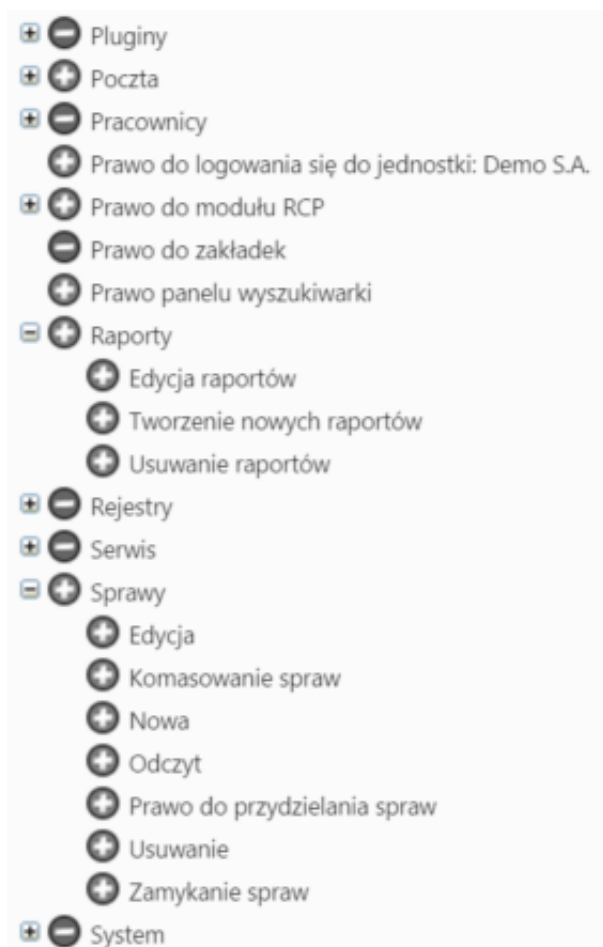 Pluginy
Poczta
Pracownicy
Prawo do logowania się do jednostki: Demo S.A.
Prawo do modułu RCP
Prawo do zakładek
Prawo panelu wyszukiwarki
Raporty
Edycja raportów
Tworzenie nowych raportów
Usuwanie raportów
Rejestry
Serwis
Sprawy
Edycja
Komasowanie spraw
Nowa
Odczyt
Prawo do przydzielania spraw
Usuwanie
Zamykanie spraw
System